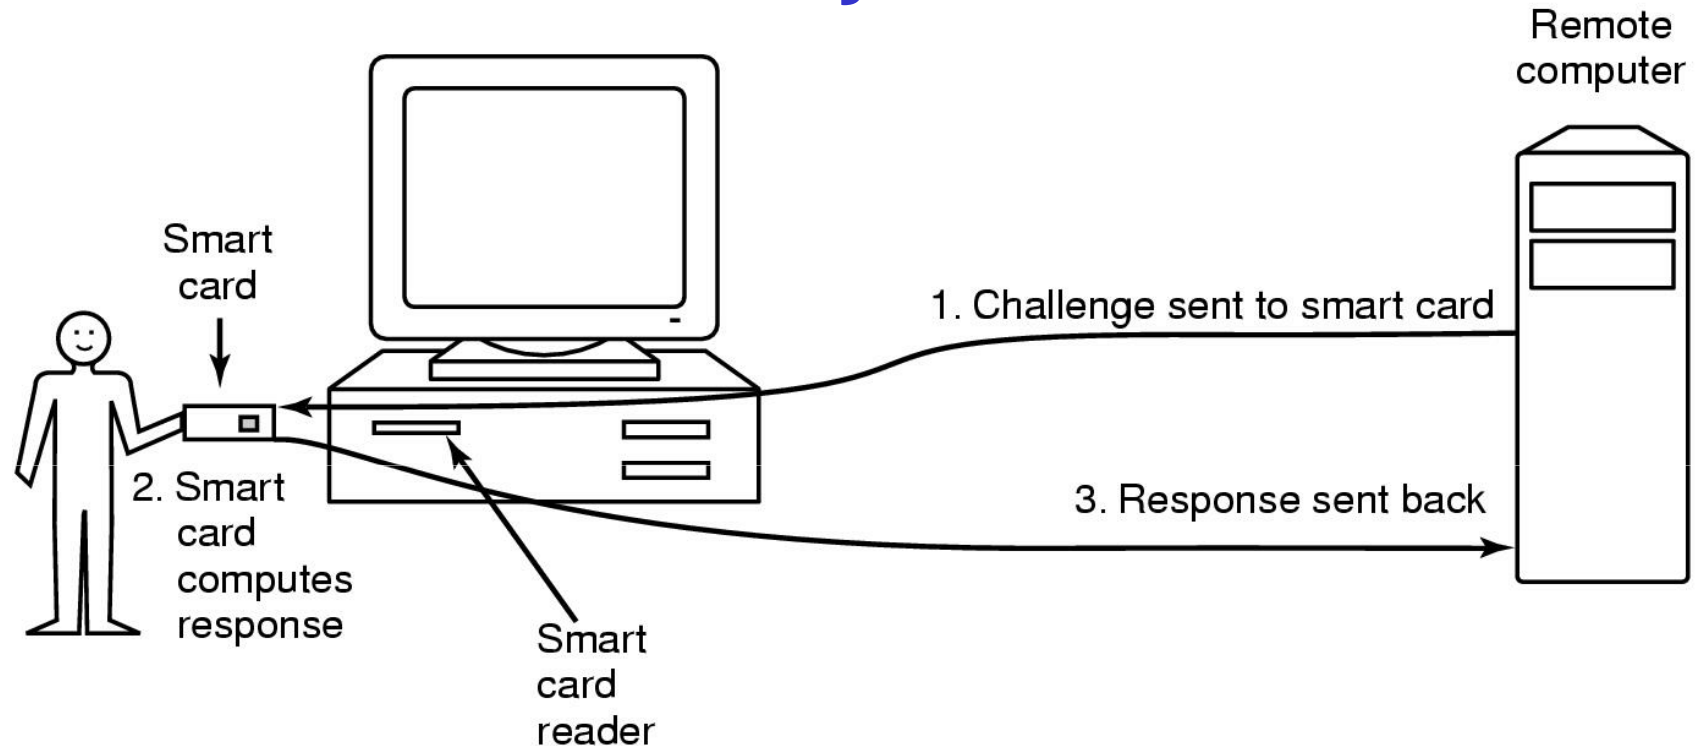 Remote
computer
Smart
card
1. Challenge sent to smart card
2. Smart
card
computes
response
3. Response sent back
Smart
card
reader